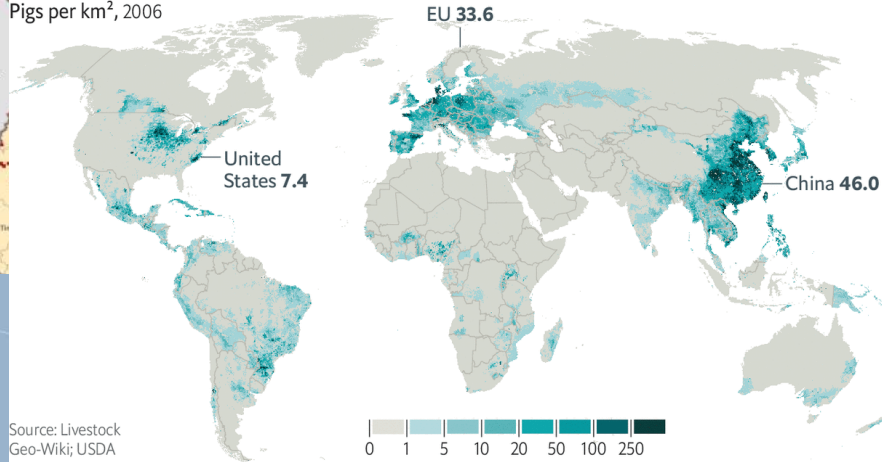 Pigs per km², 2006
EU 33.6
United
States 7.4
China 46.0
Source: Livestock
Geo-Wiki; USDA
0 1 5 10 20 50 100 250